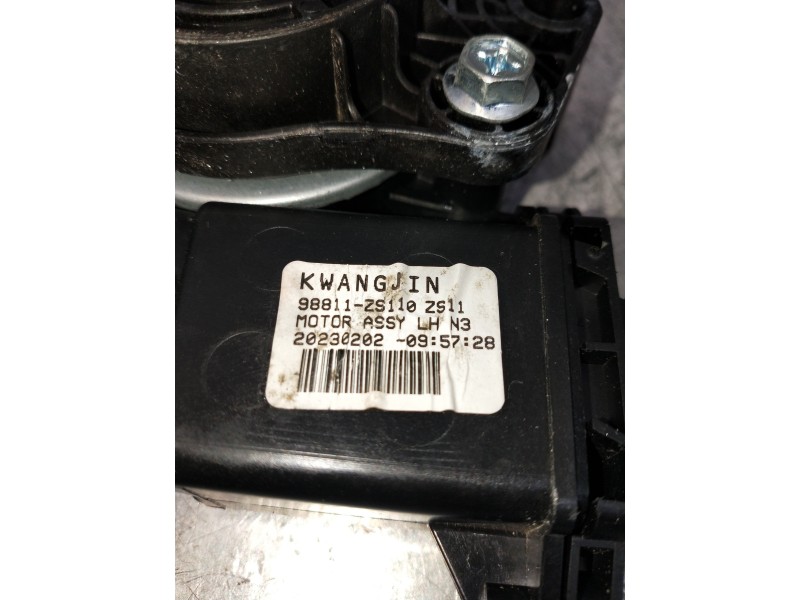 KWANGJIN
98811-ZS110 ZS11
MOTOR ASSY LH N3
20230202 -09:57:28